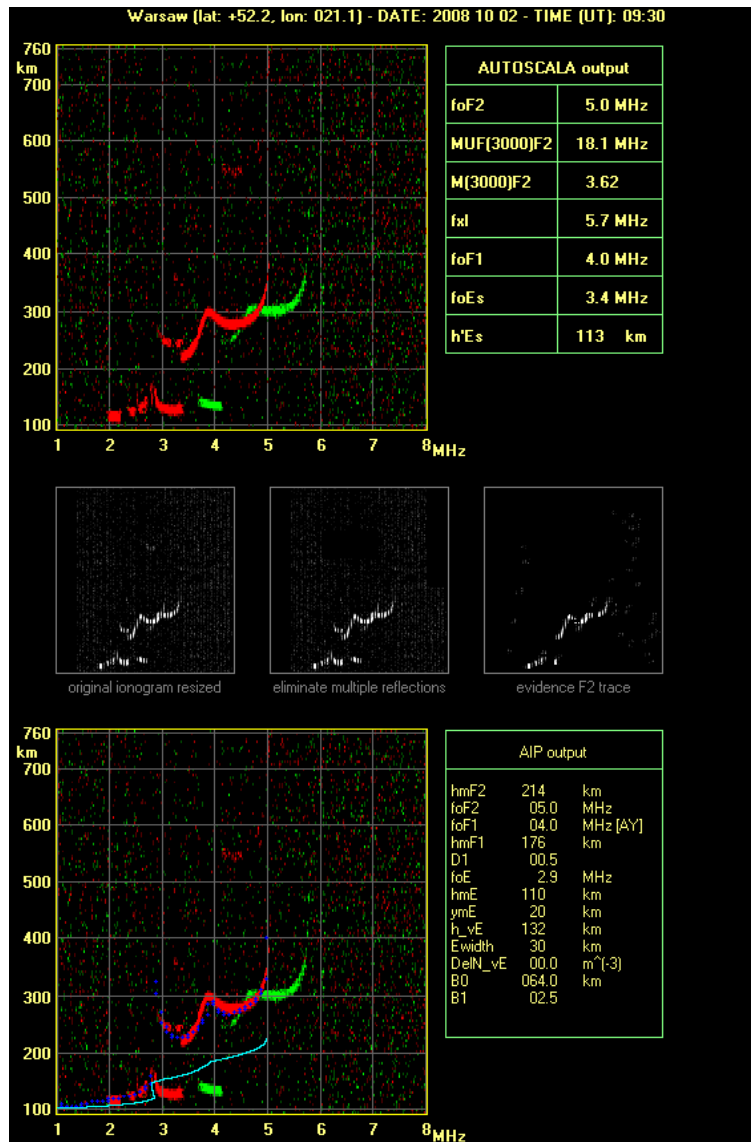 Warsaw (lat: +52.2, lon: 021.1) - DATE: 2008 10 02 - TIME (UT): 09:30
760
km
700
600
500
400
300
200
100
1 2 3 4 5 6 7 8 MHz
AUTOSCALA output
foF2 5.0 MHz
MUF(3000)F2 18.1 MHz
M(3000)F2 3.62
fxI 5.7 MHz
foF1 4.0 MHz
foEs 3.4 MHz
h'Es 113 km
original ionogram resized
eliminate multiple reflections
evidence F2 trace
760
km
700
600
500
400
300
200
100
1 2 3 4 5 6 7 8 MHz
AIP output
hmF2 214 km
foF2 05.0 MHz
foF1 04.0 MHz [AY]
hmF1 176 km
D1 00.5
foE 2.9 MHz
hmE 110 km
ymE 20 km
h_vE 132 km
Ewidth 30 km
DelN_vE 00.0 m^(-3)
B0 064.0 km
B1 02.5